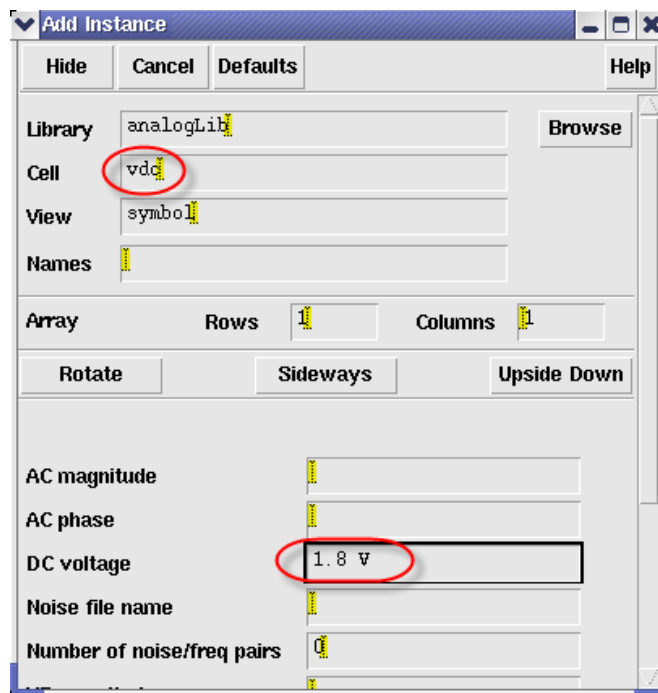 Add Instance
Hide Cancel Defaults Help
Library analogLib Browse
Cell vdc
View symbol
Names
Array Rows 1 Columns 1
Rotate Sideways Upside Down
AC magnitude
AC phase
DC voltage 1.8 V
Noise file name
Number of noise/freq pairs 0